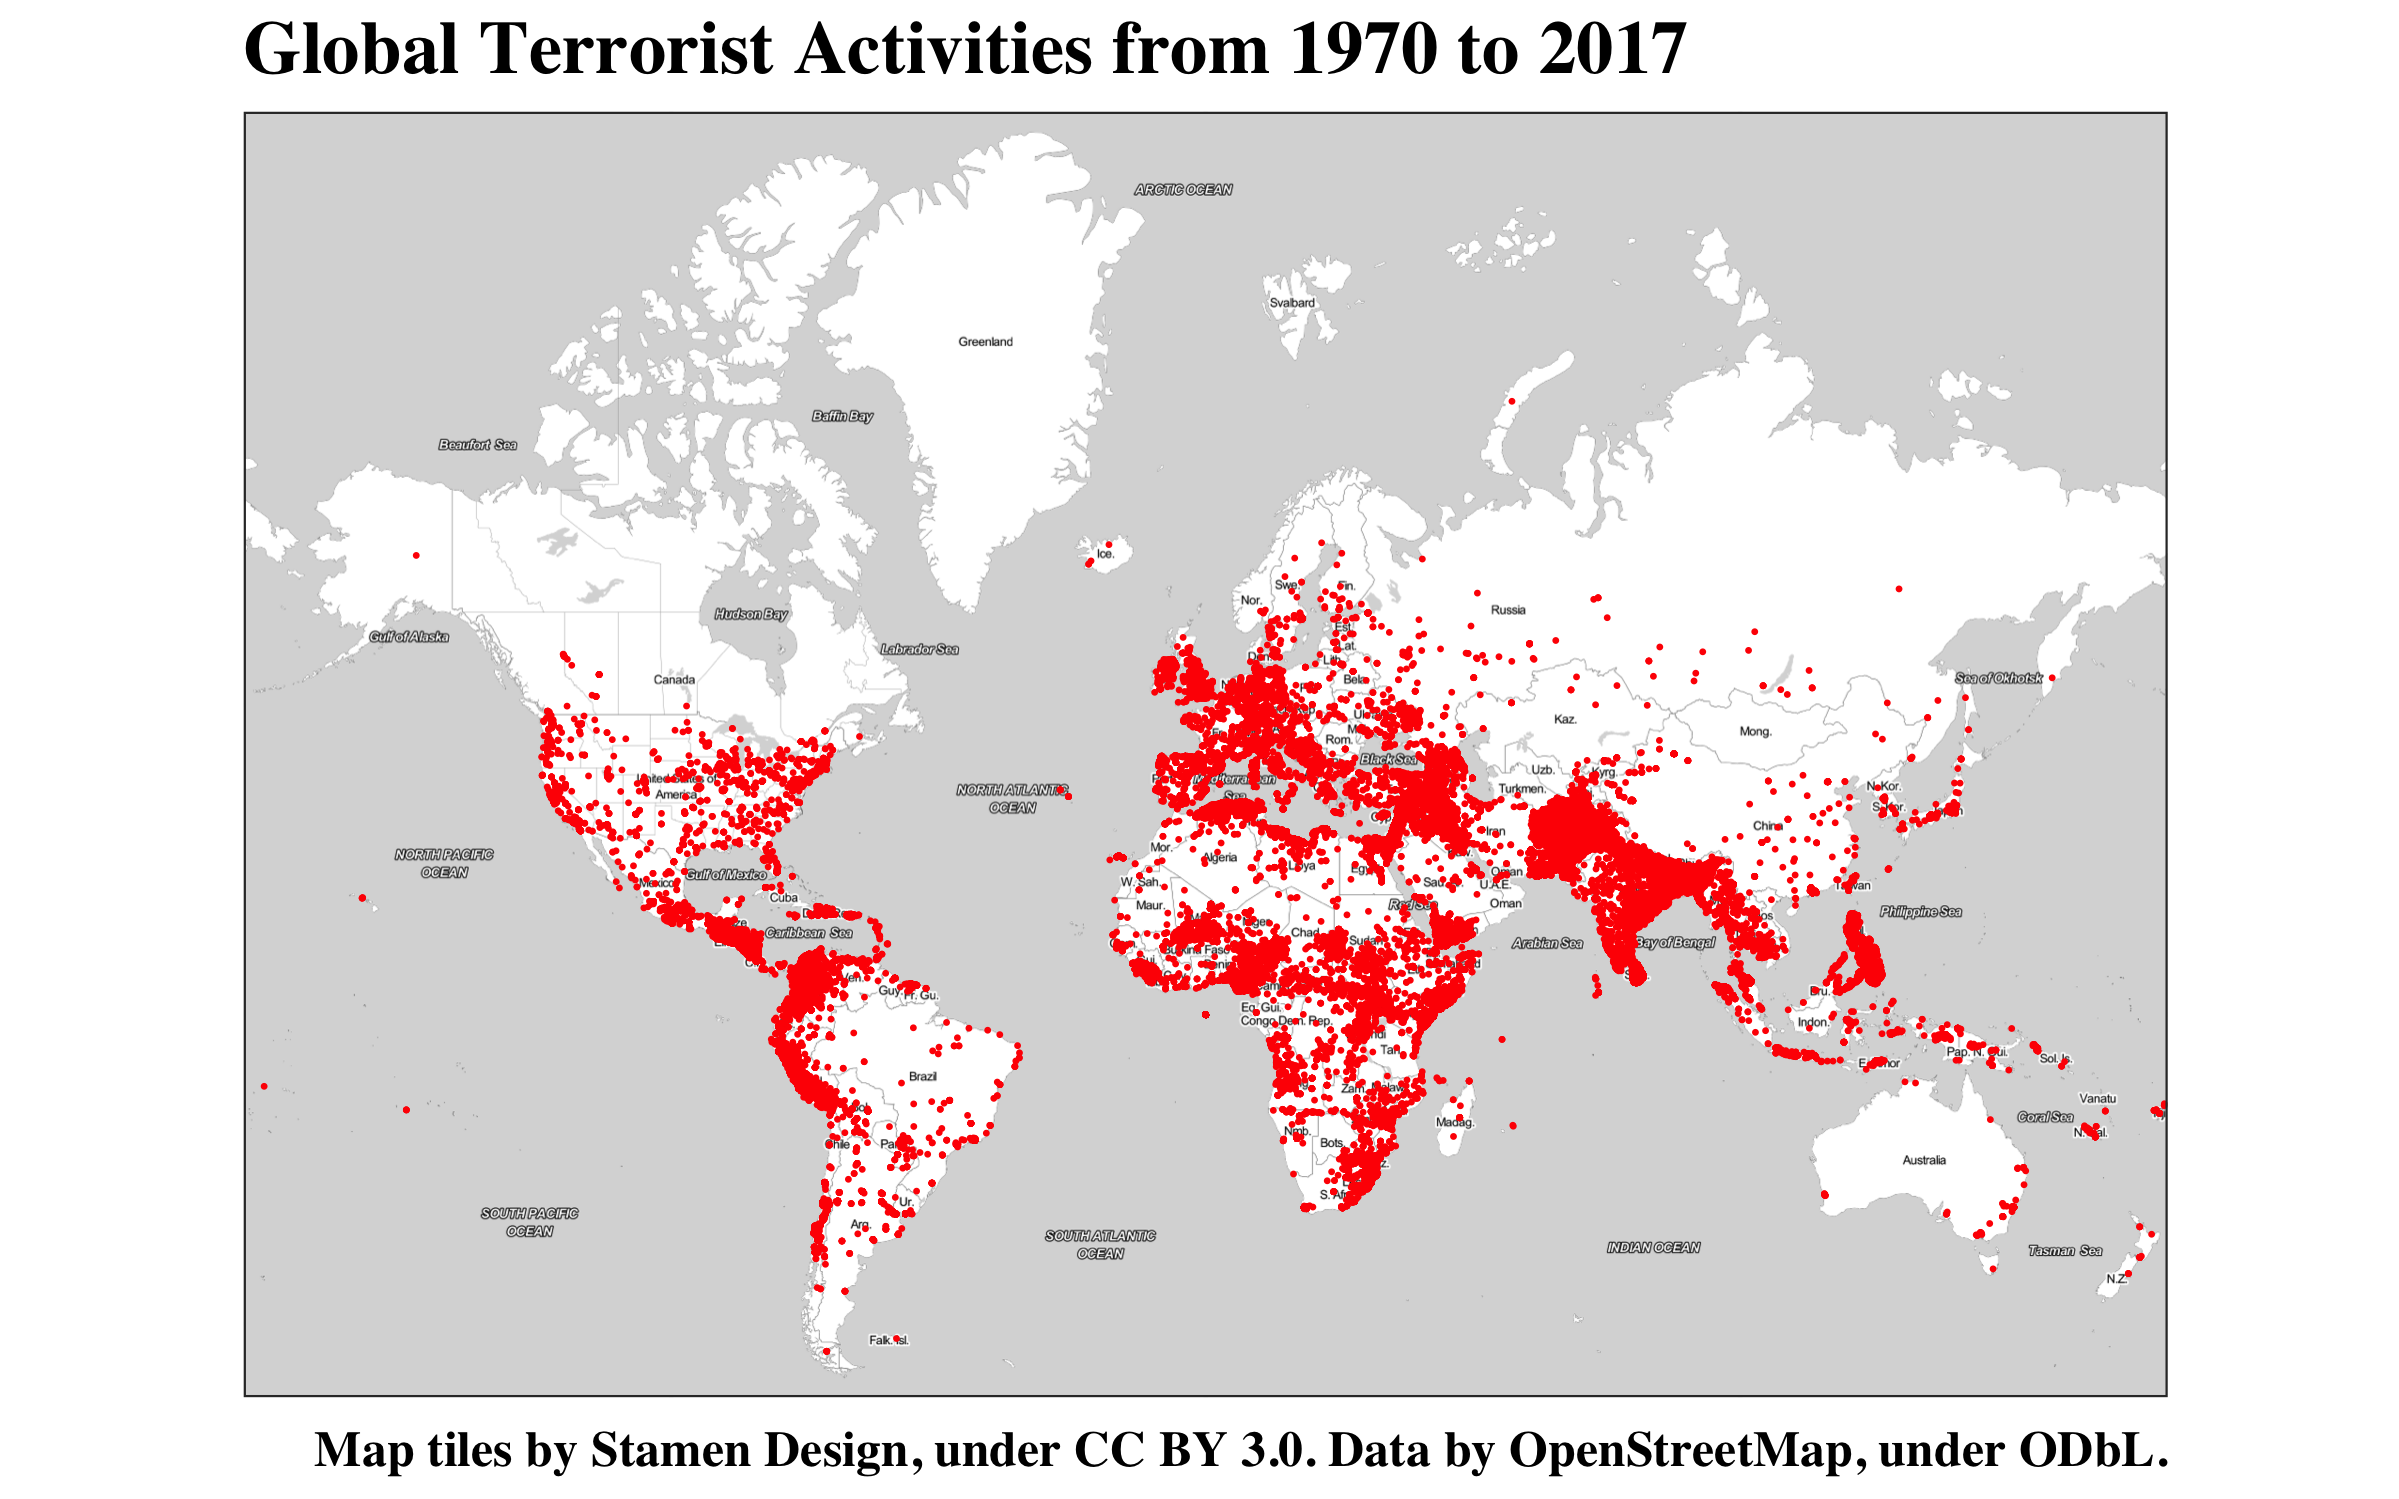 Global Terrorist Activities from 1970 to 2017
ARCTIC OCEAN
Svalbard
Greenland
Baffin Bay
Beaufort Sea
Ice.
Swe.
Fin.
Nor.
Russia
Hudson Bay
Gulf of Alaska
Est.
Labrador Sea
Lat.
Lith.
Canada
Bela.
Sea of Okhotsk
Kaz.
Mong.
Rom.
Black Sea
Uzb.
Kyrg.
United States of
America
Mediterranean
Sea
Turkmen.
N. Kor.
S. Kor.
NORTH ATLANTIC
OCEAN
China
Iran
Mor.
Algeria
Libya
NORTH PACIFIC
OCEAN
Gulf of Mexico
Mexico
Cuba
W. Sah.
Oman
U.A.E.
Taiwan
Maur.
Red Sea
Oman
Philippine Sea
Caribbean Sea
Niger
Chad
Sudan
Arabian Sea
Bay of Bengal
Burkina Faso
Ven.
Guy.
Fr. Gu.
Bru.
Eq. Gui.
Congo
Dem. Rep.
Indon.
Tan.
Pap. N. Gui.
Sol. Is.
Brazil
Zam.
Malaw.
Vanatu
Coral Sea
Madag.
Chile
Nmb.
Bots.
N. Cal.
Australia
S. Afr.
Ur.
SOUTH PACIFIC
OCEAN
Arg.
SOUTH ATLANTIC
OCEAN
INDIAN OCEAN
Tasman Sea
N.Z.
Falk. Isl.
Map tiles by Stamen Design, under CC BY 3.0. Data by OpenStreetMap, under ODbL.